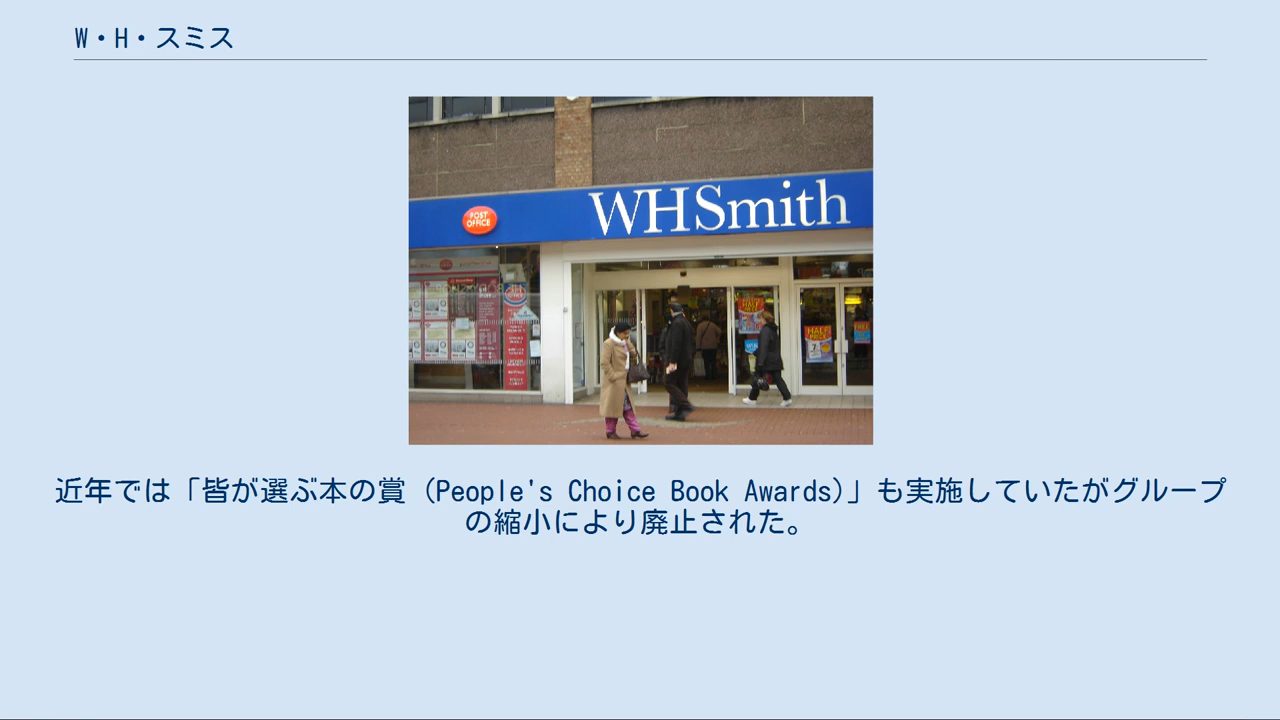 W・H・スミス
POST
OFFICE
WHSmith
HALF
PRICE
近年では「皆が選ぶ本の賞 (People's Choice Book Awards)」も実施していたがグループ
の縮小により廃止された。